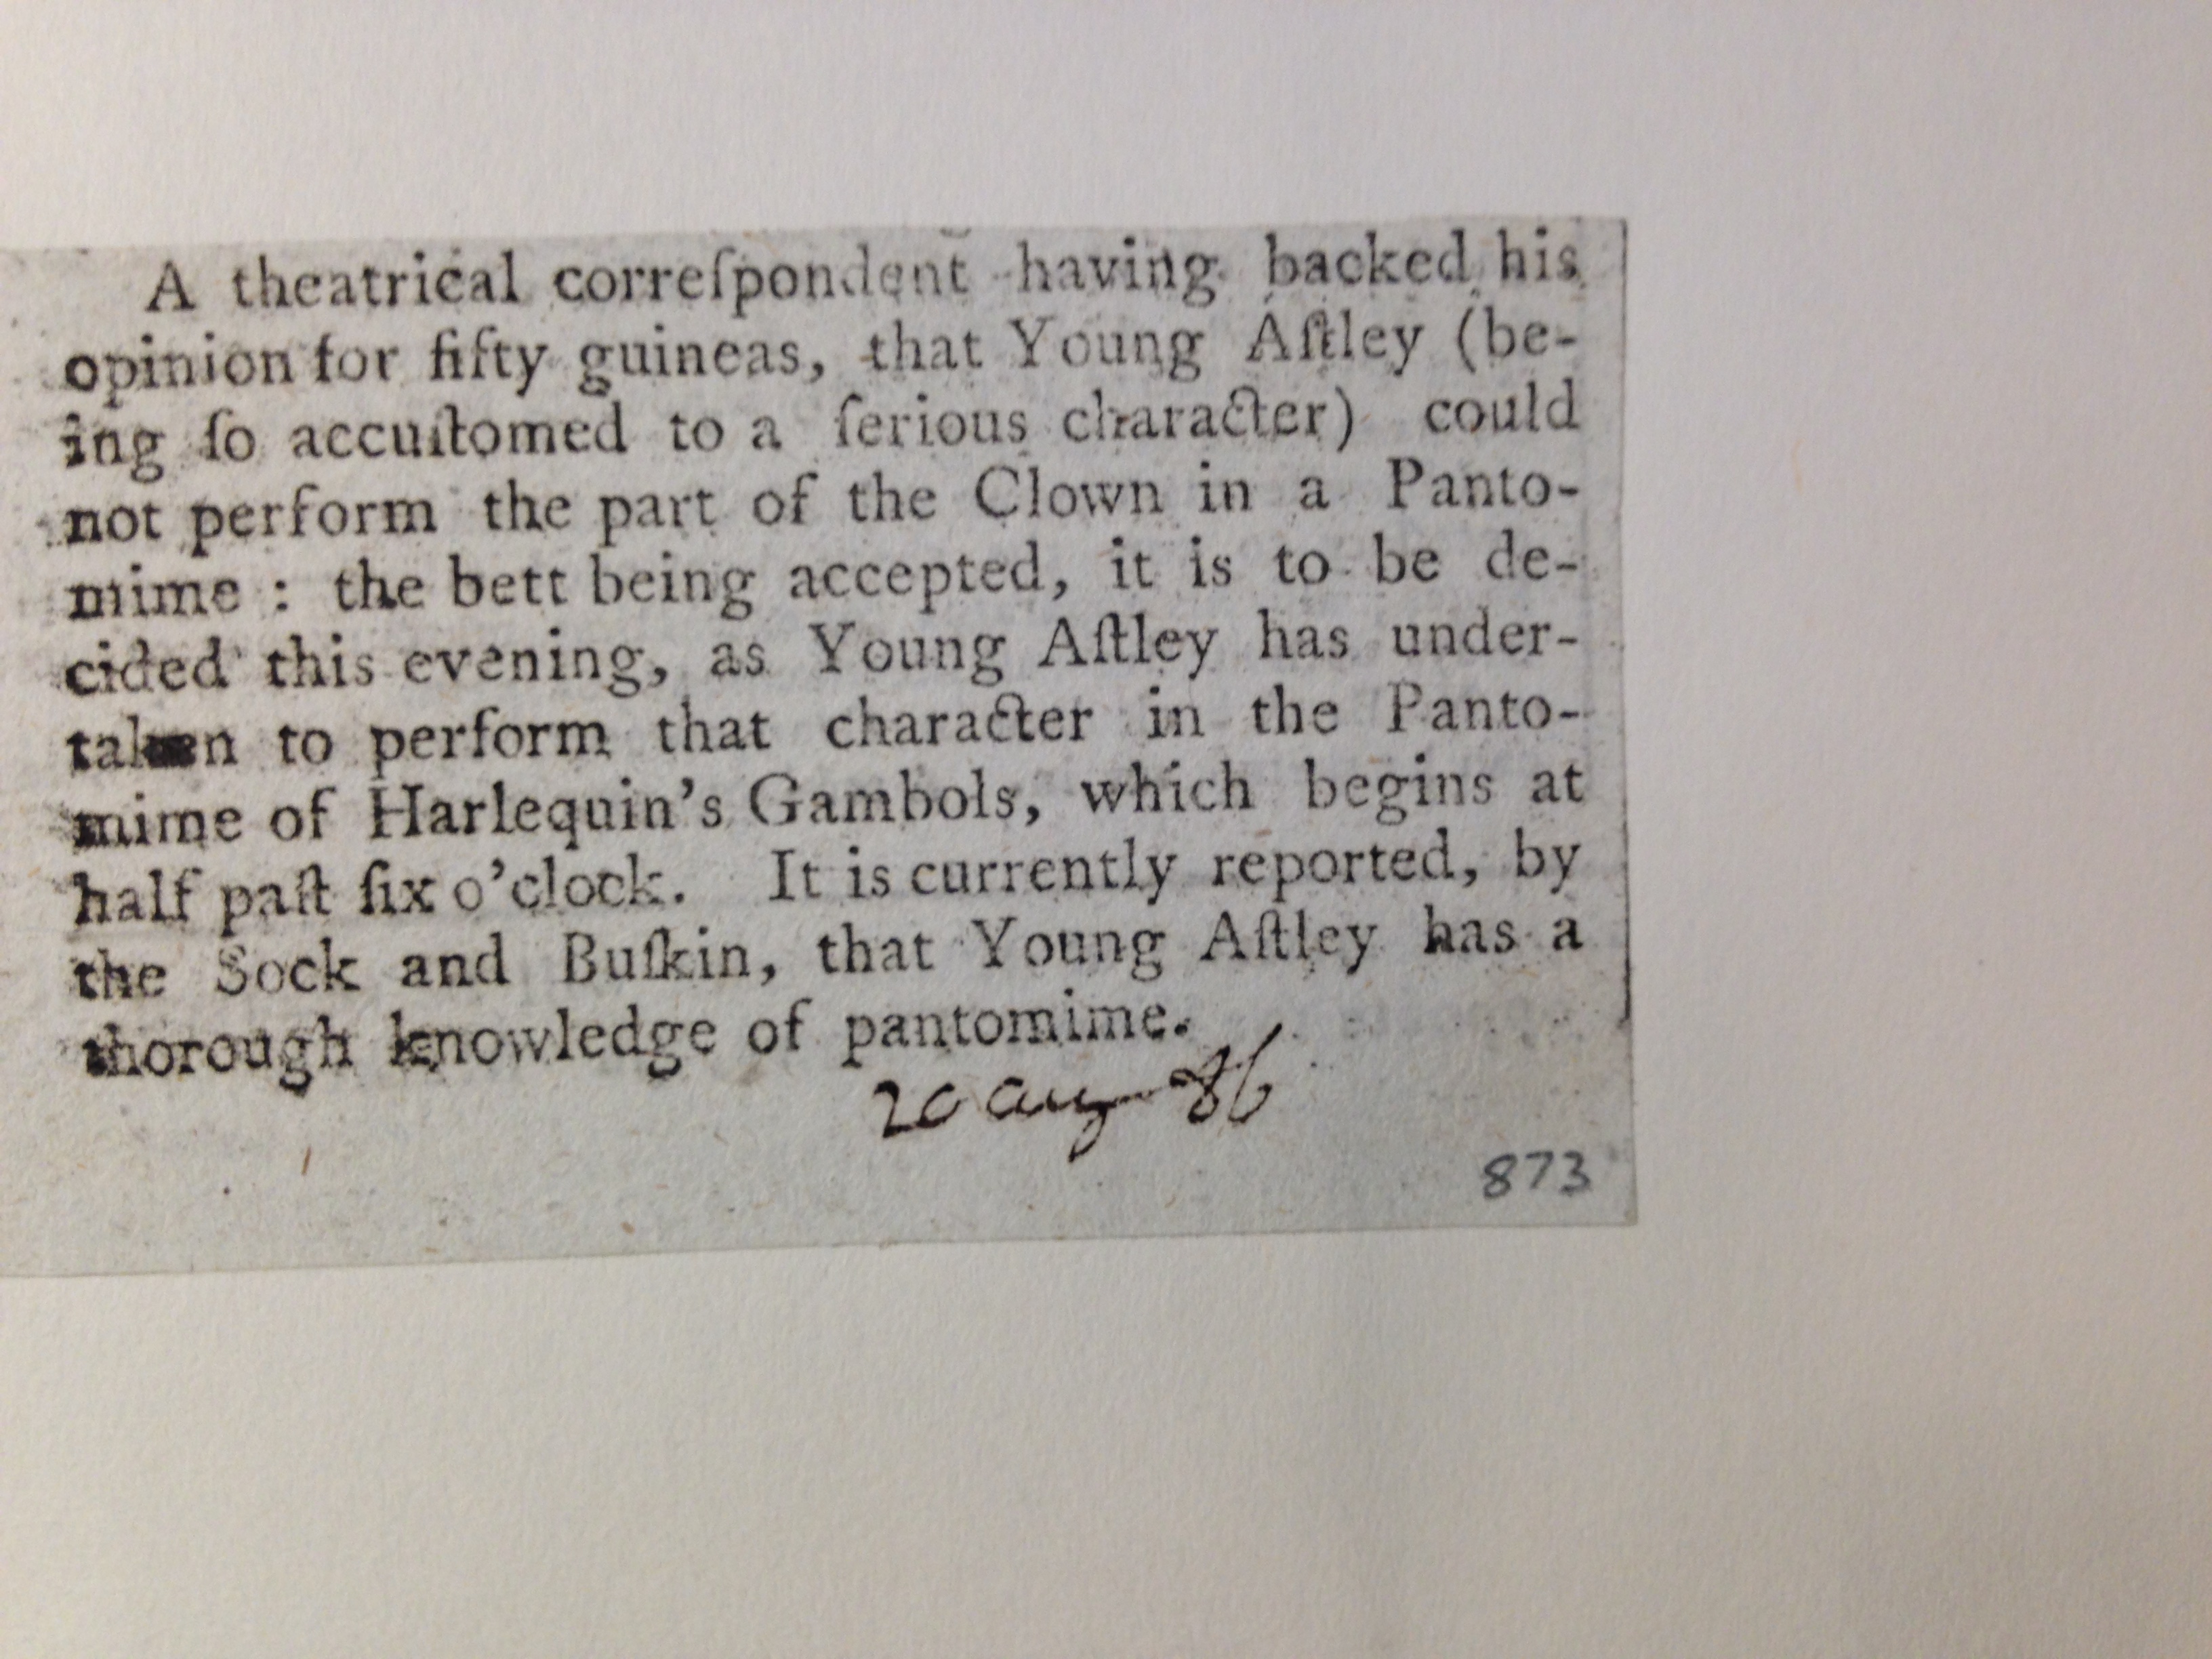 A theatrical correſpondent having backed his
opinion for fifty guineas, that Young Aſtley (be-
ing ſo accuſtomed to a ſerious character) could
not perform the part of the Clown in a Panto-
mime : the bett being accepted, it is to be de-
cided this evening, as Young Aſtley has under-
taken to perform that character in the Panto-
mime of Harlequin's Gambols, which begins at
half paſt ſix o'clock. It is currently reported, by
the Sock and Buſkin, that Young Aſtley has a
thorough knowledge of pantomime.
20 Aug 86
873